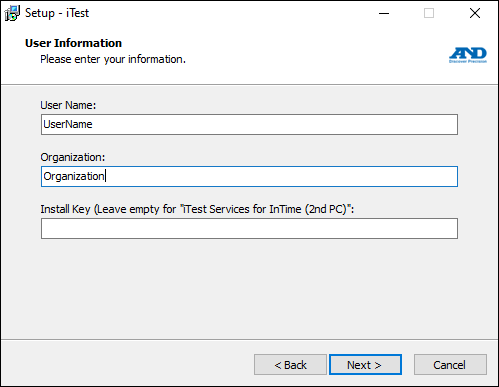 Setup - iTest
User Information
Please enter your information.
AND
Discover Precision
User Name:
UserName
Organization:
Organization
Install Key (Leave empty for "iTest Services for InTime (2nd PC)":
< Back
Next >
Cancel